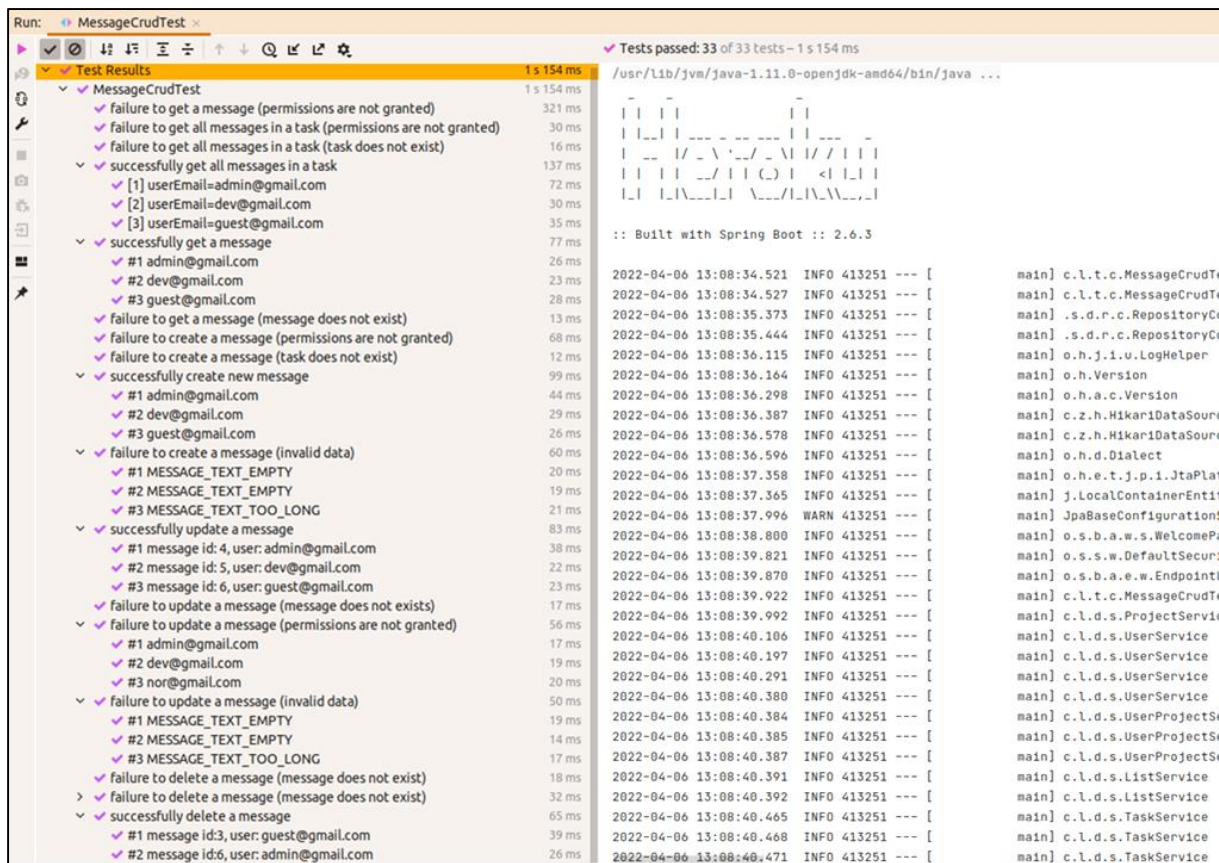 Run: MessageCrudTest
Tests passed: 33 of 33 tests – 1 s 154 ms
Test Results 1 s 154 ms
MessageCrudTest 1 s 154 ms
failure to get a message (permissions are not granted) 321 ms
failure to get all messages in a task (permissions are not granted) 30 ms
failure to get all messages in a task (task does not exist) 16 ms
successfully get all messages in a task 137 ms
[1] userEmail=admin@gmail.com 72 ms
[2] userEmail=dev@gmail.com 30 ms
[3] userEmail=guest@gmail.com 35 ms
successfully get a message 77 ms
#1 admin@gmail.com 26 ms
#2 dev@gmail.com 23 ms
#3 guest@gmail.com 28 ms
failure to get a message (message does not exist) 13 ms
failure to create a message (permissions are not granted) 68 ms
failure to create a message (task does not exist) 12 ms
successfully create new message 99 ms
#1 admin@gmail.com 44 ms
#2 dev@gmail.com 29 ms
#3 guest@gmail.com 26 ms
failure to create a message (invalid data) 60 ms
#1 MESSAGE_TEXT_EMPTY 20 ms
#2 MESSAGE_TEXT_EMPTY 19 ms
#3 MESSAGE_TEXT_TOO_LONG 21 ms
successfully update a message 83 ms
#1 message id: 4, user: admin@gmail.com 38 ms
#2 message id: 5, user: dev@gmail.com 22 ms
#3 message id: 6, user: guest@gmail.com 23 ms
failure to update a message (message does not exists) 17 ms
failure to update a message (permissions are not granted) 56 ms
#1 admin@gmail.com 17 ms
#2 dev@gmail.com 19 ms
#3 nor@gmail.com 20 ms
failure to update a message (invalid data) 50 ms
#1 MESSAGE_TEXT_EMPTY 19 ms
#2 MESSAGE_TEXT_EMPTY 14 ms
#3 MESSAGE_TEXT_TOO_LONG 17 ms
failure to delete a message (message does not exist) 18 ms
failure to delete a message (message does not exist) 32 ms
successfully delete a message 65 ms
#1 message id:3, user: guest@gmail.com 39 ms
#2 message id:6, user: admin@gmail.com 26 ms
/usr/lib/jvm/java-1.11.0-openjdk-amd64/bin/java ...
Heroku
:: Built with Spring Boot :: 2.6.3
2022-04-06 13:08:34.521 INFO 413251 --- [ main] c.l.t.c.MessageCrudTe
2022-04-06 13:08:34.527 INFO 413251 --- [ main] c.l.t.c.MessageCrudTe
2022-04-06 13:08:35.373 INFO 413251 --- [ main] .s.d.r.c.RepositoryCo
2022-04-06 13:08:35.444 INFO 413251 --- [ main] .s.d.r.c.RepositoryCo
2022-04-06 13:08:36.115 INFO 413251 --- [ main] o.h.j.i.u.LogHelper
2022-04-06 13:08:36.164 INFO 413251 --- [ main] o.h.Version
2022-04-06 13:08:36.298 INFO 413251 --- [ main] o.h.a.c.Version
2022-04-06 13:08:36.387 INFO 413251 --- [ main] c.z.h.HikariDataSourc
2022-04-06 13:08:36.578 INFO 413251 --- [ main] c.z.h.HikariDataSourc
2022-04-06 13:08:36.596 INFO 413251 --- [ main] o.h.d.Dialect
2022-04-06 13:08:37.358 INFO 413251 --- [ main] o.h.e.t.j.p.i.JtaPlat
2022-04-06 13:08:37.365 INFO 413251 --- [ main] j.LocalContainerEntit
2022-04-06 13:08:37.996 WARN 413251 --- [ main] JpaBaseConfiguration$
2022-04-06 13:08:38.800 INFO 413251 --- [ main] o.s.b.a.w.s.WelcomePa
2022-04-06 13:08:39.821 INFO 413251 --- [ main] o.s.s.w.DefaultSecuri
2022-04-06 13:08:39.870 INFO 413251 --- [ main] o.s.b.a.e.w.EndpointL
2022-04-06 13:08:39.922 INFO 413251 --- [ main] c.l.t.c.MessageCrudTe
2022-04-06 13:08:39.992 INFO 413251 --- [ main] c.l.d.s.ProjectServic
2022-04-06 13:08:40.106 INFO 413251 --- [ main] c.l.d.s.UserService
2022-04-06 13:08:40.197 INFO 413251 --- [ main] c.l.d.s.UserService
2022-04-06 13:08:40.291 INFO 413251 --- [ main] c.l.d.s.UserService
2022-04-06 13:08:40.380 INFO 413251 --- [ main] c.l.d.s.UserService
2022-04-06 13:08:40.384 INFO 413251 --- [ main] c.l.d.s.UserProjectSe
2022-04-06 13:08:40.385 INFO 413251 --- [ main] c.l.d.s.UserProjectSe
2022-04-06 13:08:40.387 INFO 413251 --- [ main] c.l.d.s.UserProjectSe
2022-04-06 13:08:40.391 INFO 413251 --- [ main] c.l.d.s.ListService
2022-04-06 13:08:40.392 INFO 413251 --- [ main] c.l.d.s.ListService
2022-04-06 13:08:40.465 INFO 413251 --- [ main] c.l.d.s.TaskService
2022-04-06 13:08:40.468 INFO 413251 --- [ main] c.l.d.s.TaskService
2022-04-06 13:08:40.471 INFO 413251 --- [ main] c.l.d.s.TaskService